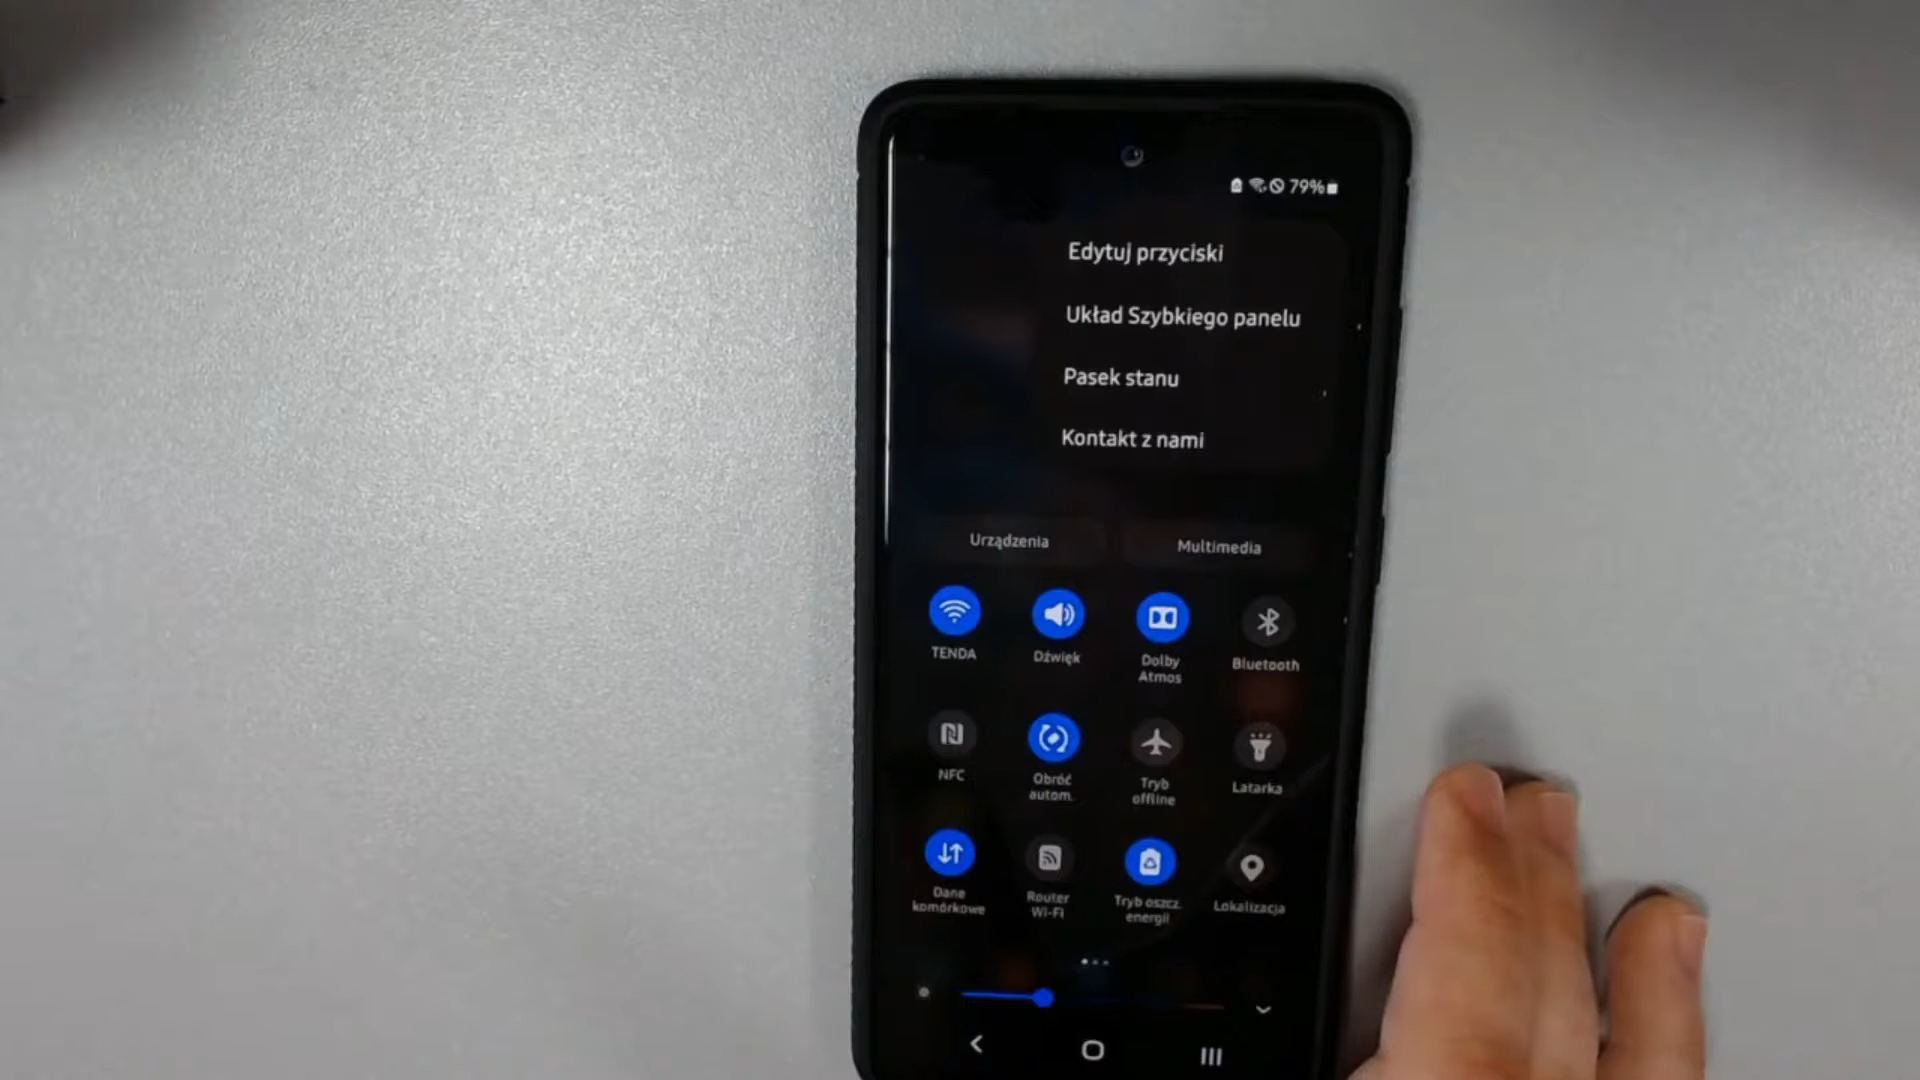 79%
Edytuj przyciski
Układ Szybkiego panelu
Pasek stanu
Kontakt z nami
Urządzenia
Multimedia
TENDA
Dźwięk
Dolby
Atmos
Bluetooth
NFC
Obróć
autom.
Tryb
offline
Latarka
Dane
komórkowe
Router
Wi-Fi
Tryb oszcz.
energii
Lokalizacja